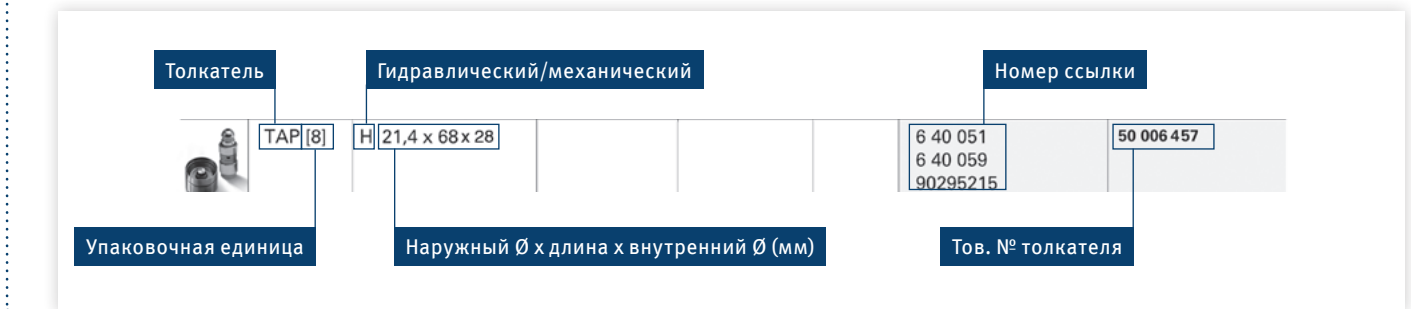 Толкатель
Гидравлический/механический
Номер ссылки
TAP [8] H 21,4 x 68 x 28 6 40 051 50 006 457
6 40 059
90295215
Упаковочная единица
Наружный Ø x длина x внутренний Ø (мм)
Тов. № толкателя